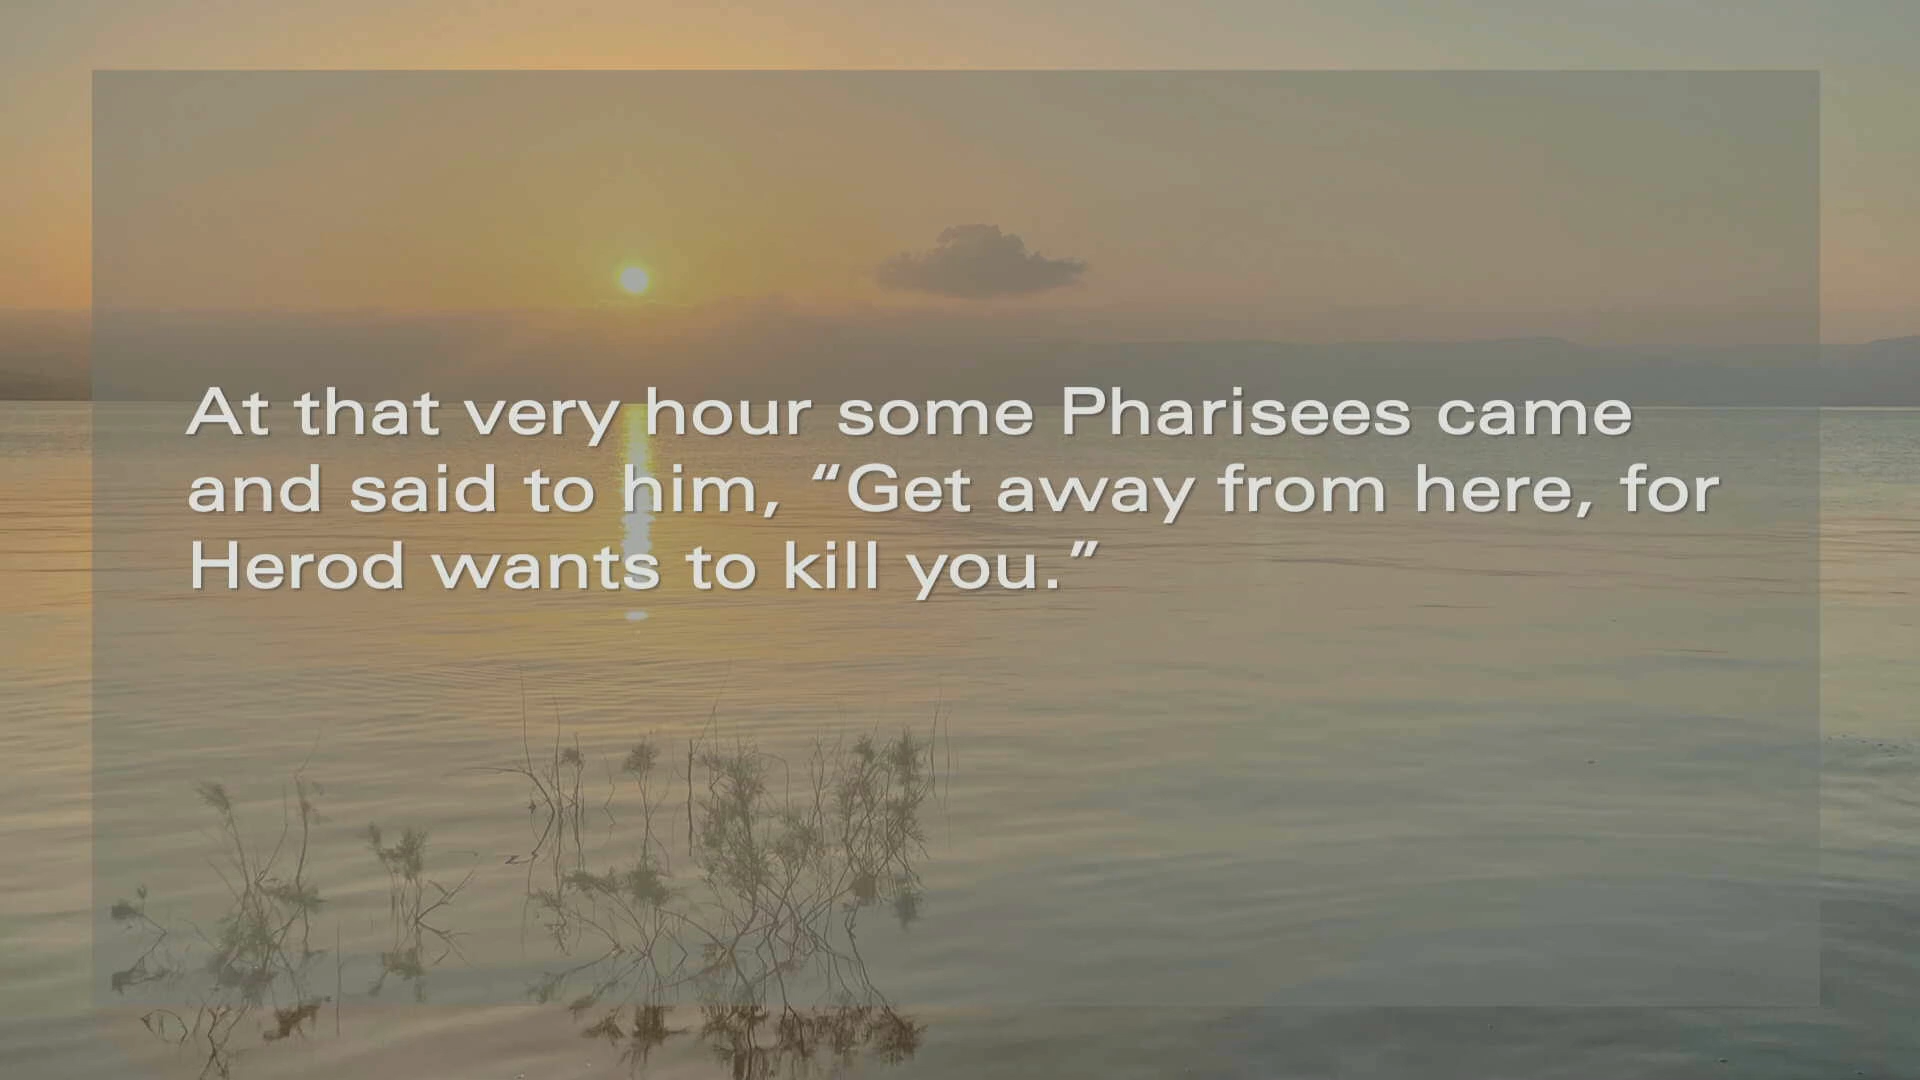 At that very hour some Pharisees came
and said to him, “Get away from here, for
Herod wants to kill you.”